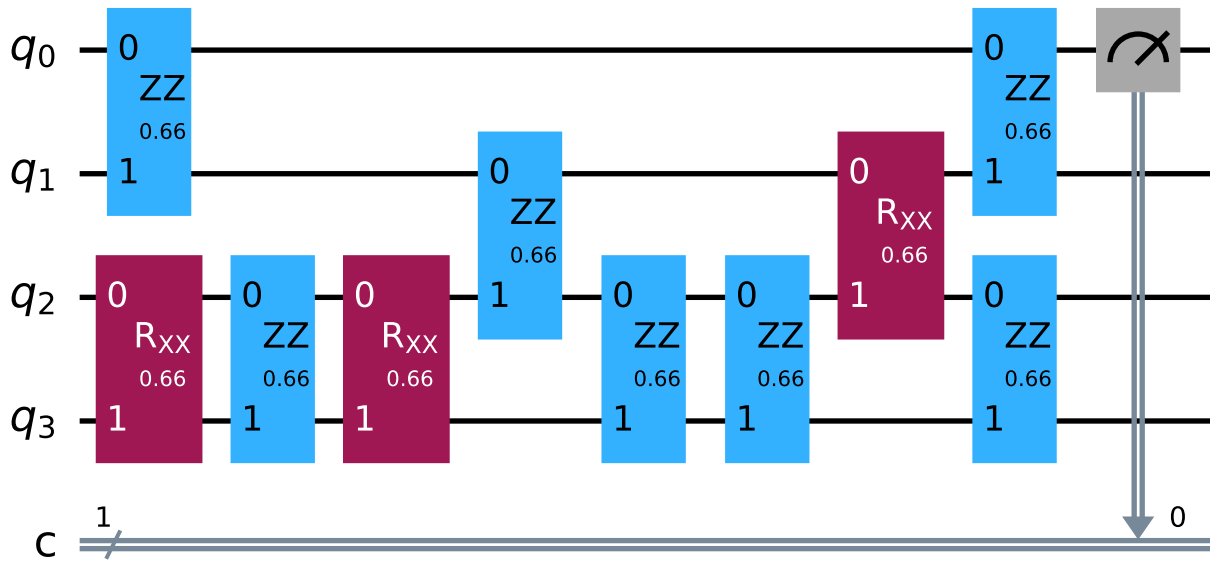 q0 0 0
ZZ ZZ
0.66 0.66
q1 1 0 0 1
ZZ RXX
0.66 0.66
q2 0 0 0 1 0 0 1 0
RXX ZZ RXX ZZ ZZ ZZ
0.66 0.66 0.66 0.66 0.66 0.66
q3 1 1 1 1 1 1
1 0
c